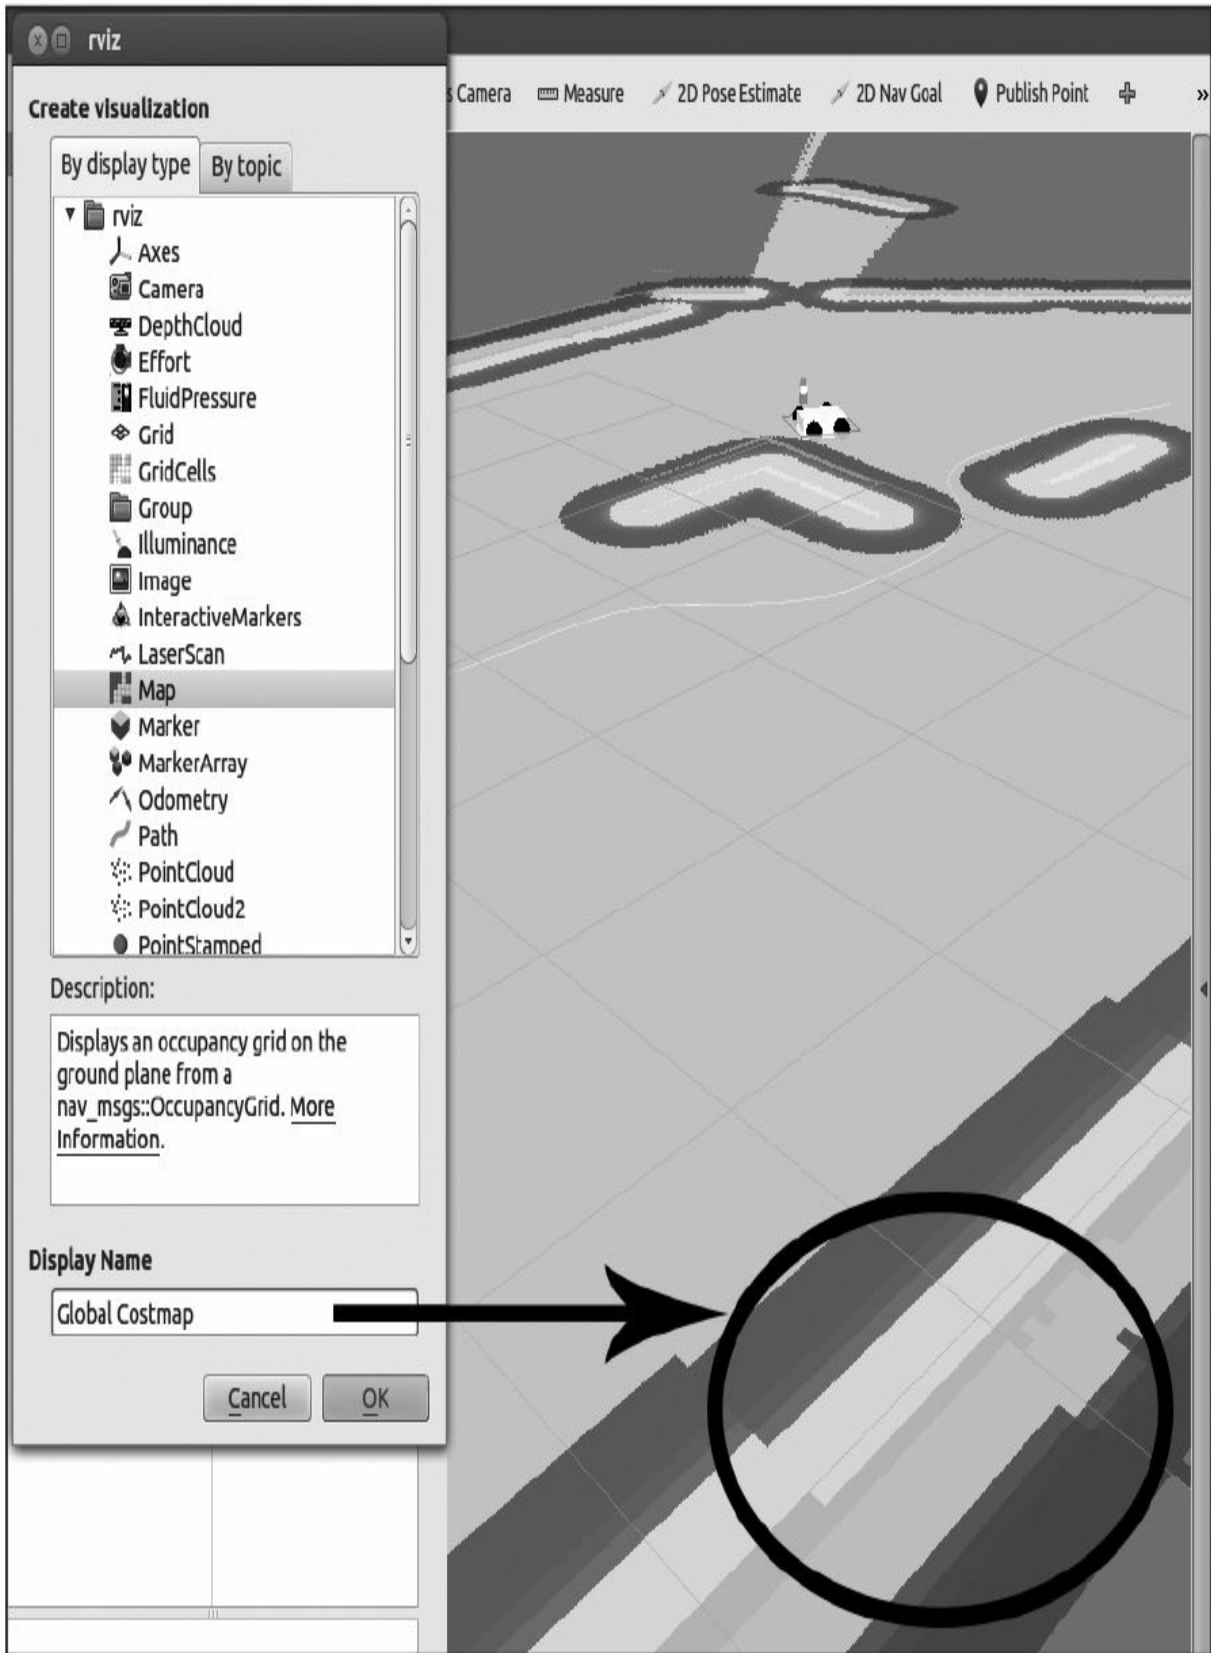 rviz
Create visualization
s Camera
Measure
2D Pose Estimate
2D Nav Goal
Publish Point
»
By display type
By topic
rviz
Axes
Camera
DepthCloud
Effort
FluidPressure
Grid
GridCells
Group
Illuminance
Image
InteractiveMarkers
LaserScan
Map
Marker
MarkerArray
Odometry
Path
PointCloud
PointCloud2
PointStamped
Description:
Displays an occupancy grid on the
ground plane from a
nav_msgs::OccupancyGrid. More
Information.
Display Name
Global Costmap
Cancel
OK